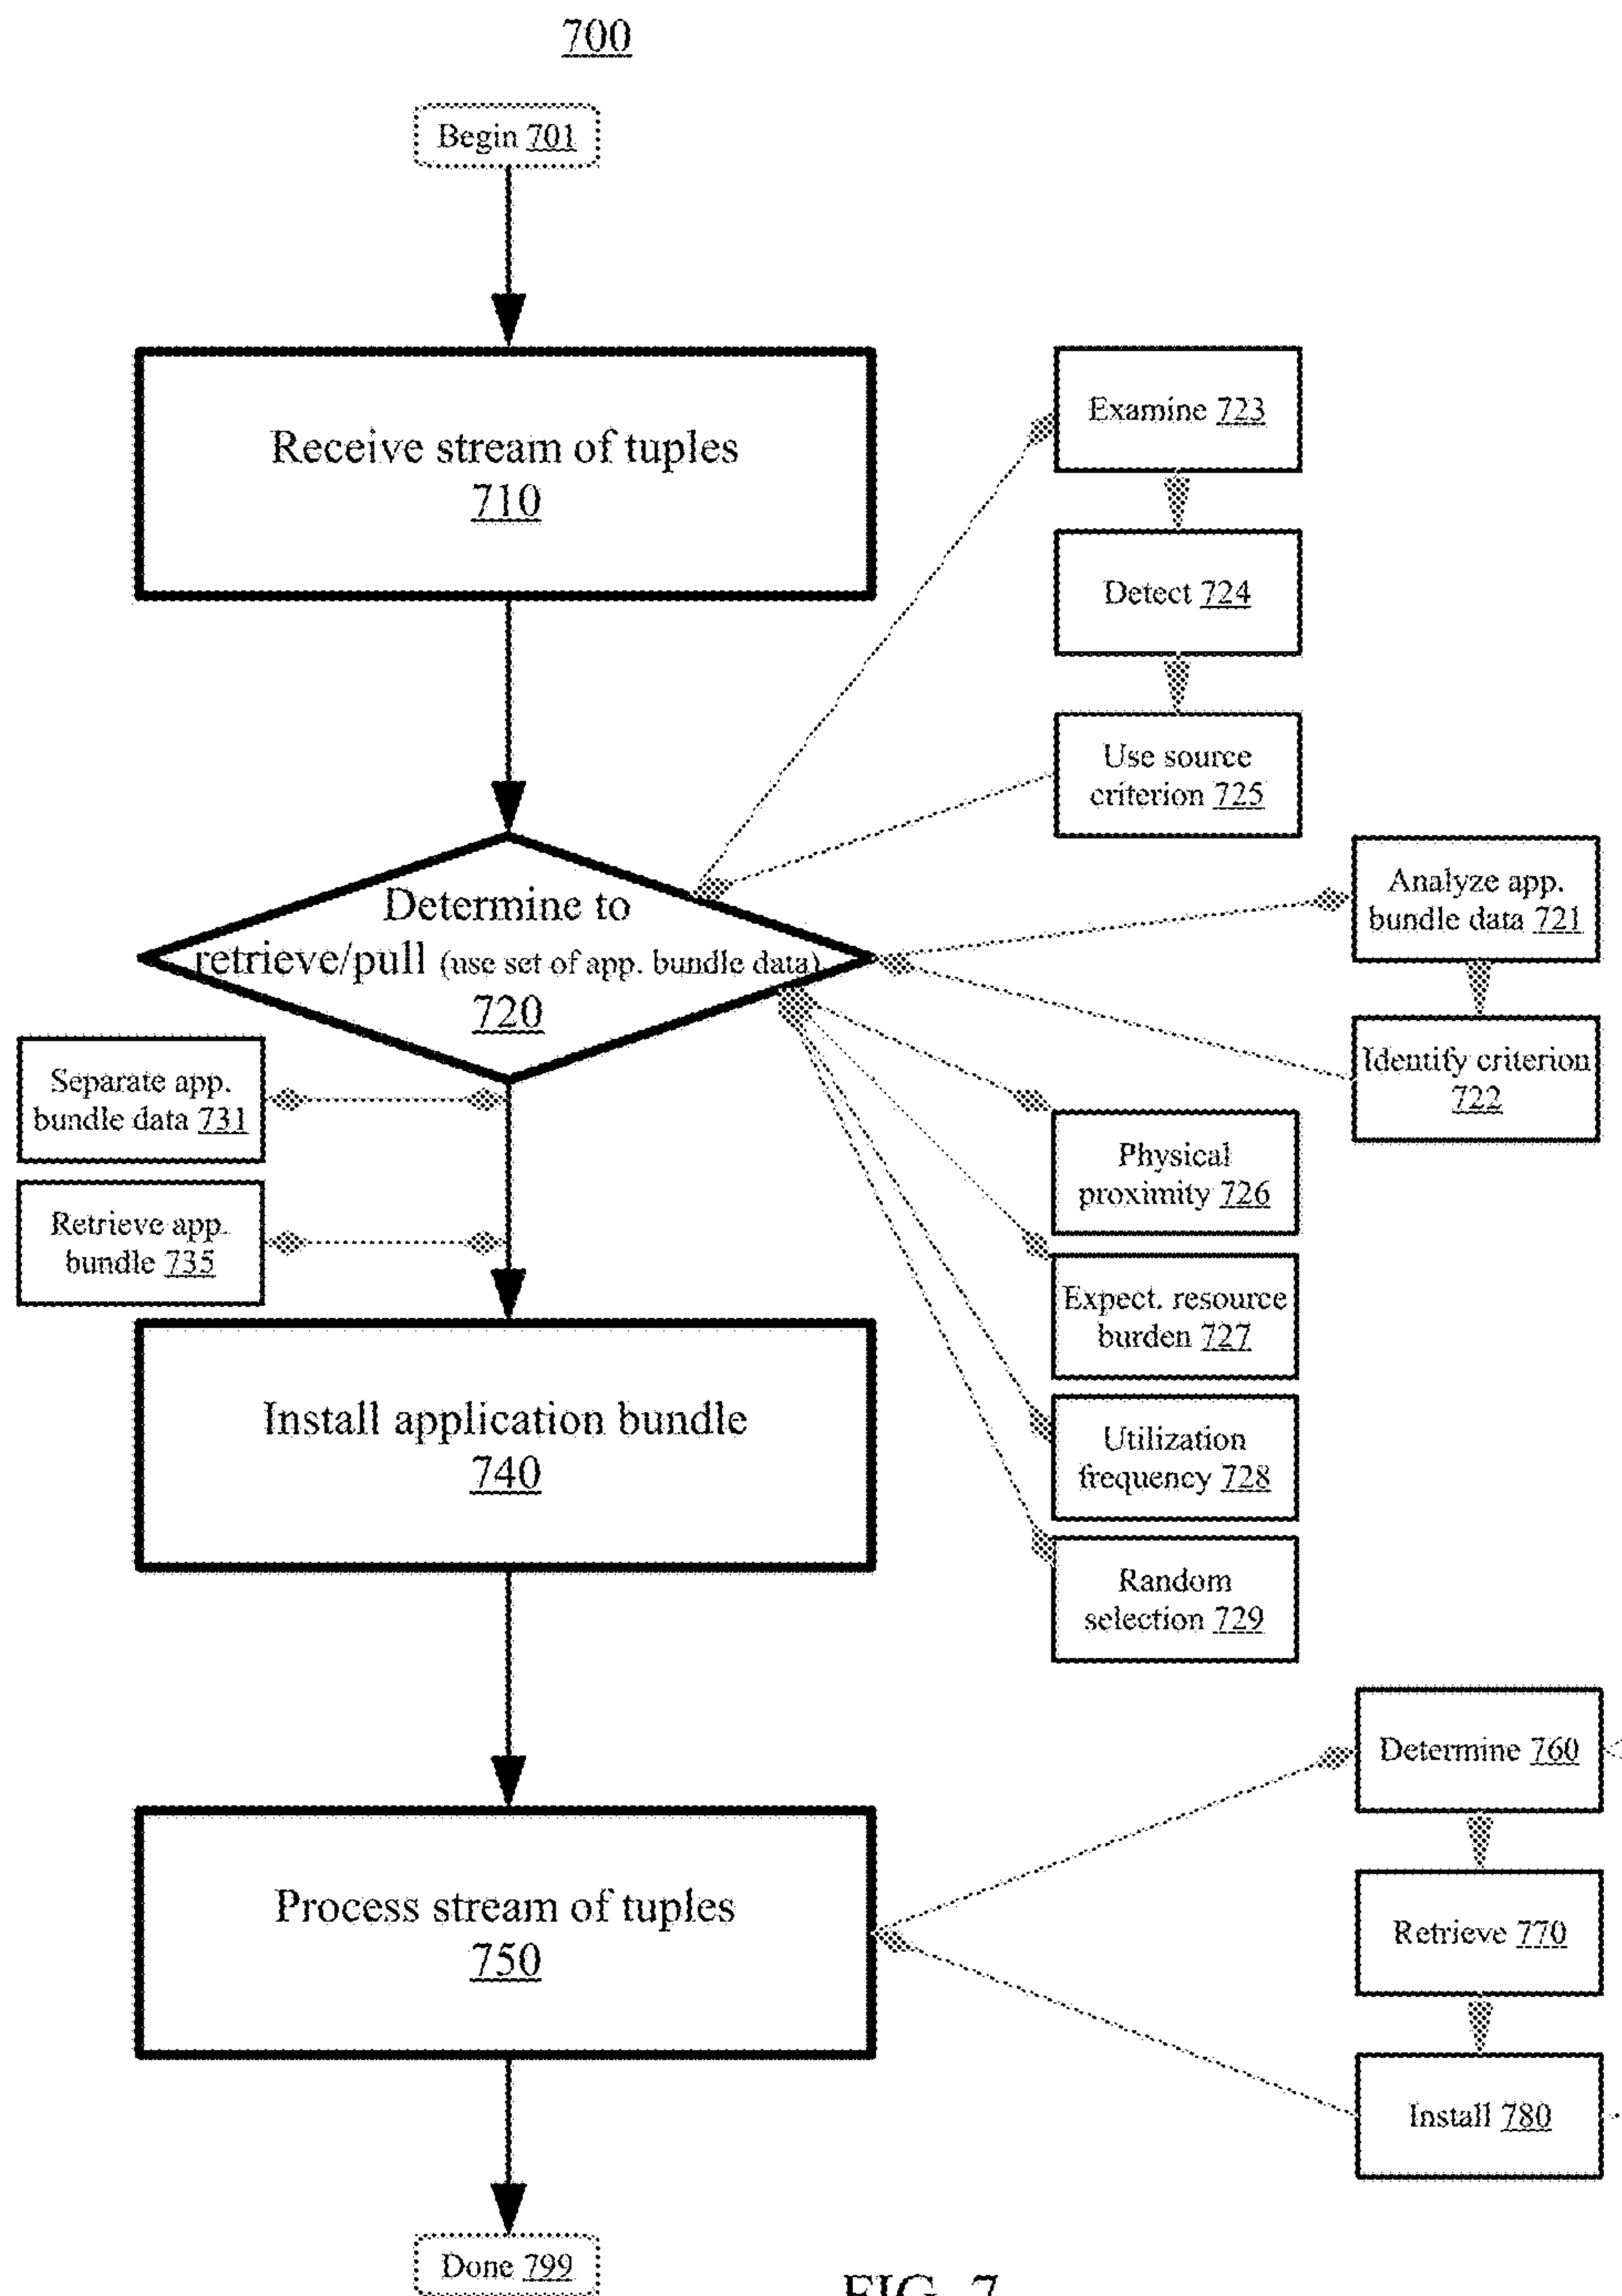 700
Begin 701
Receive stream of tuples
710
Examine 723
Detect 724
Use source
criterion 725
Determine to
retrieve/pull (use set of app. bundle data)
720
Analyze app.
bundle data 721
Identify criterion
722
Separate app.
bundle data 731
Retrieve app.
bundle 735
Physical
proximity 726
Expect. resource
burden 727
Utilization
frequency 728
Random
selection 729
Install application bundle
740
Determine 760
Retrieve 770
Install 780
Process stream of tuples
750
Done 799
FIG. 7